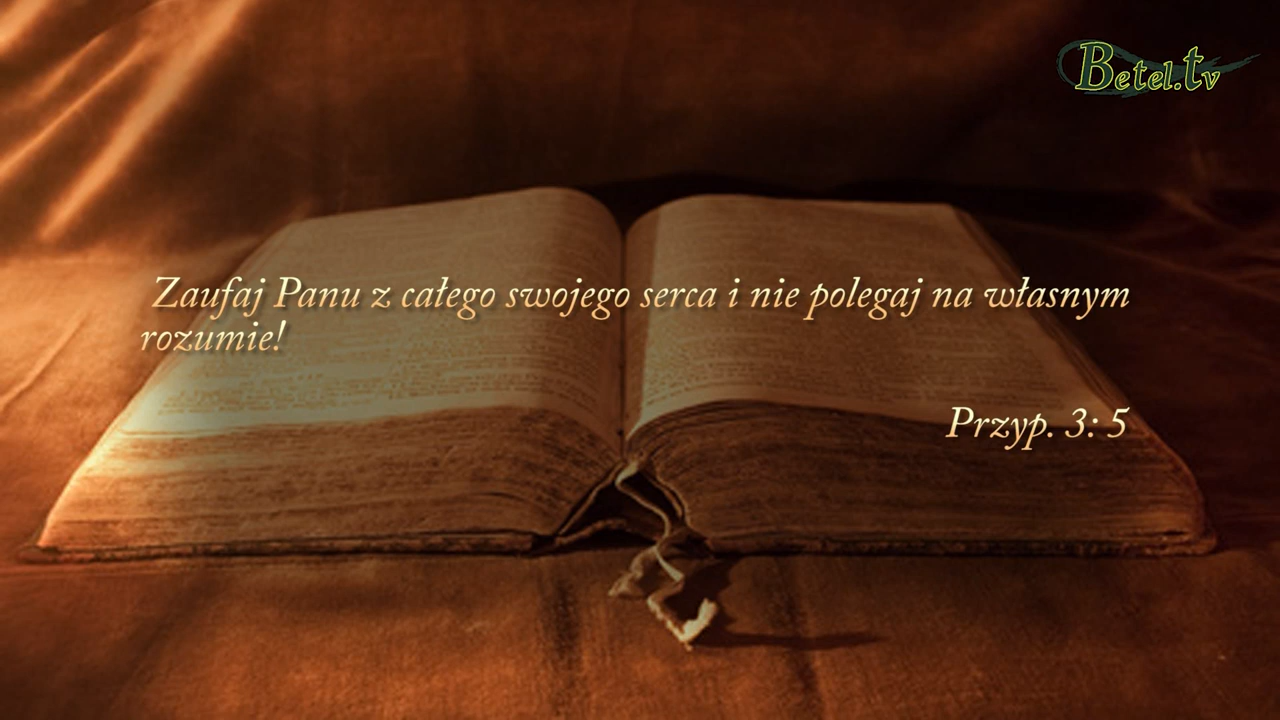 Betel.tv
Zaufaj Panu z całego swojego serca i nie polegaj na własnym
rozumie!
Przyp. 3: 5